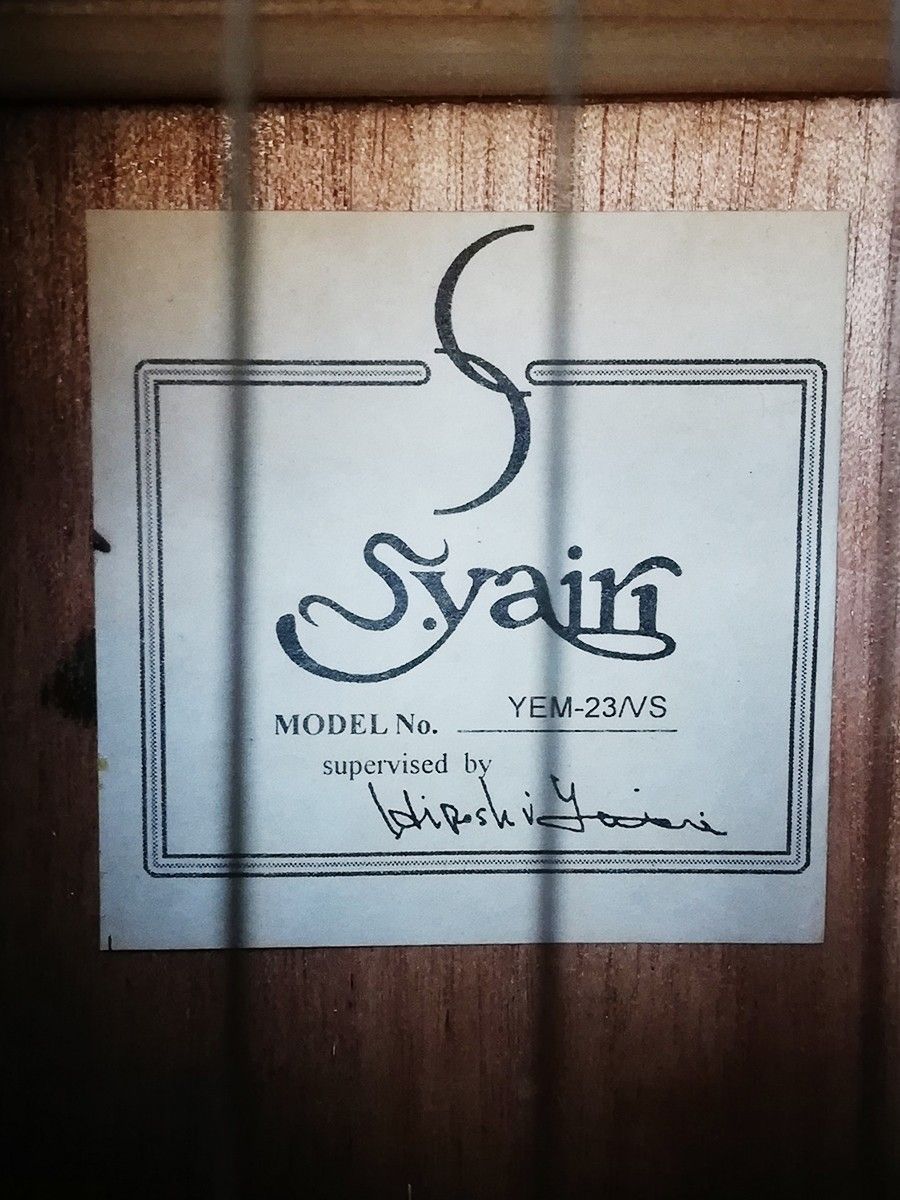 S.yairi
MODEL No. YEM-23/VS
supervised by
Hiroshi Yairi